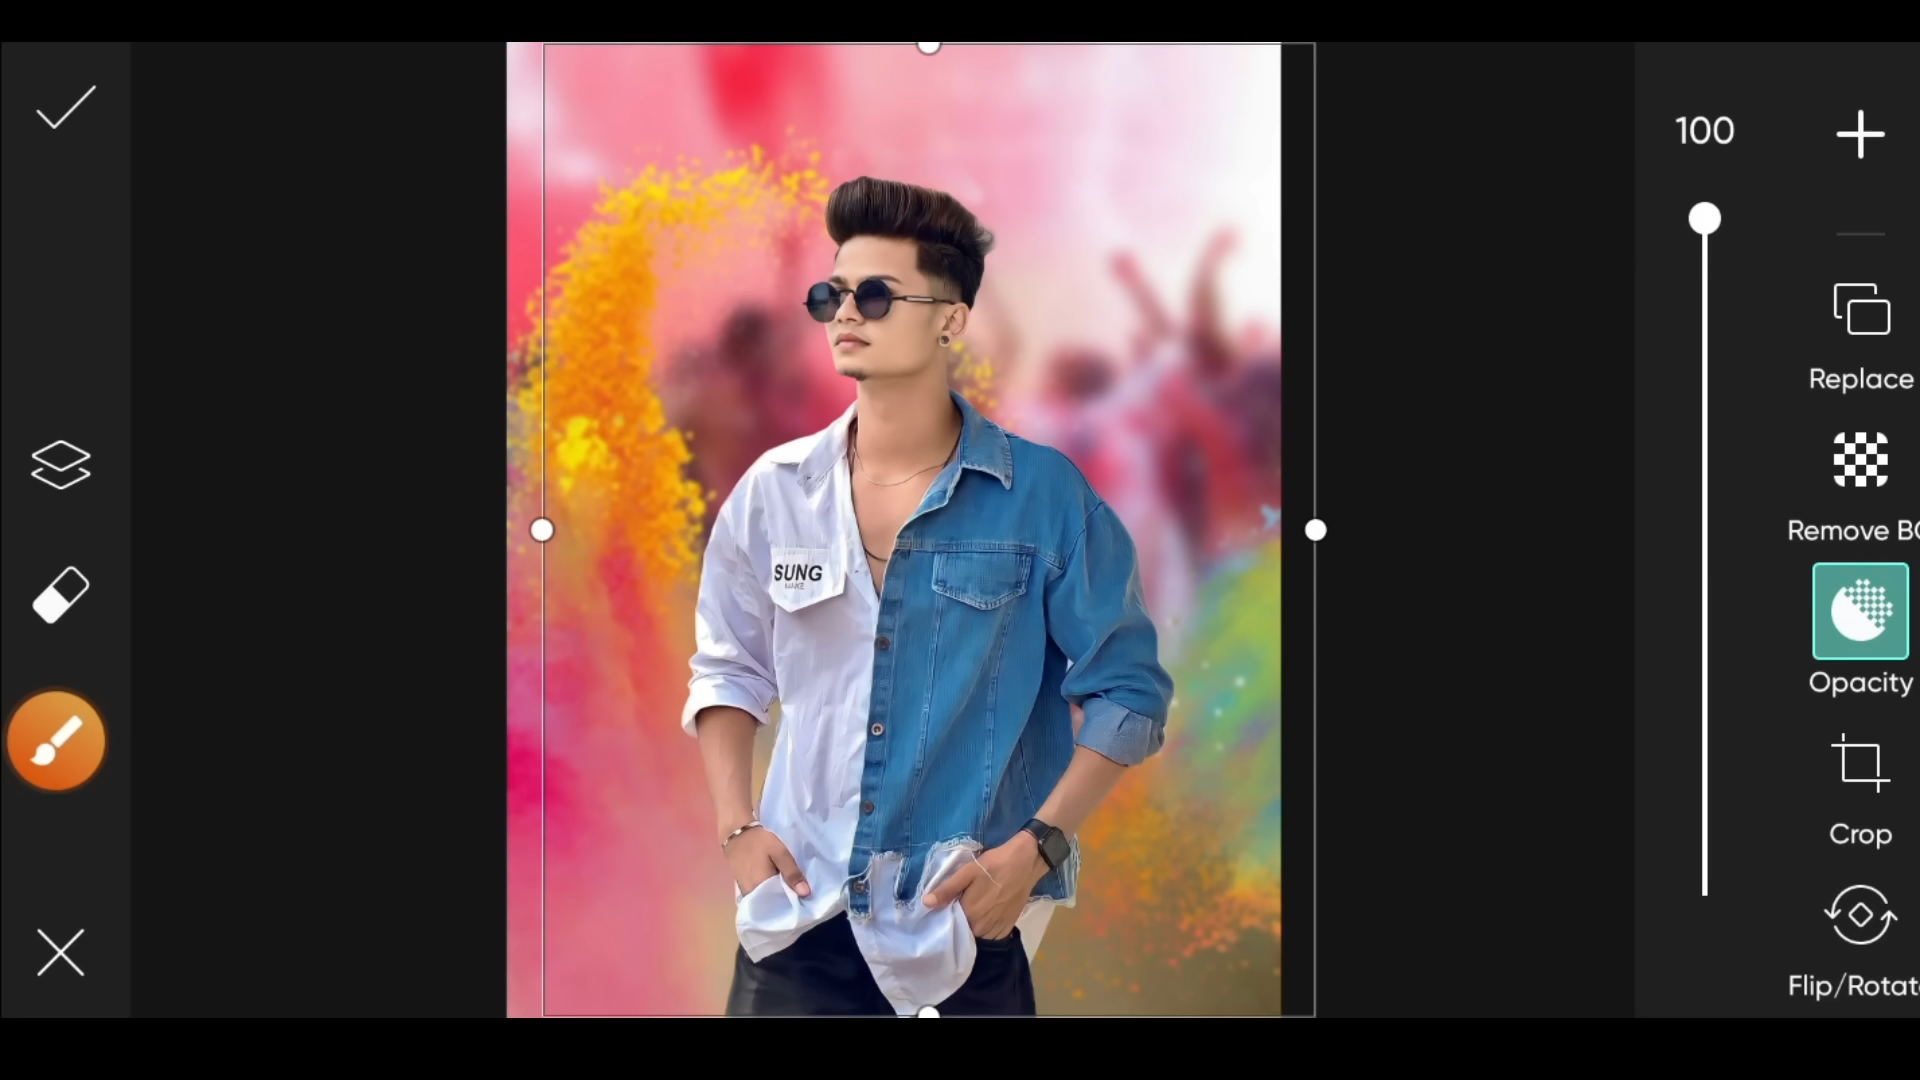 100
Replace
Remove B
Opacity
Crop
Flip/Rotat
SUNG